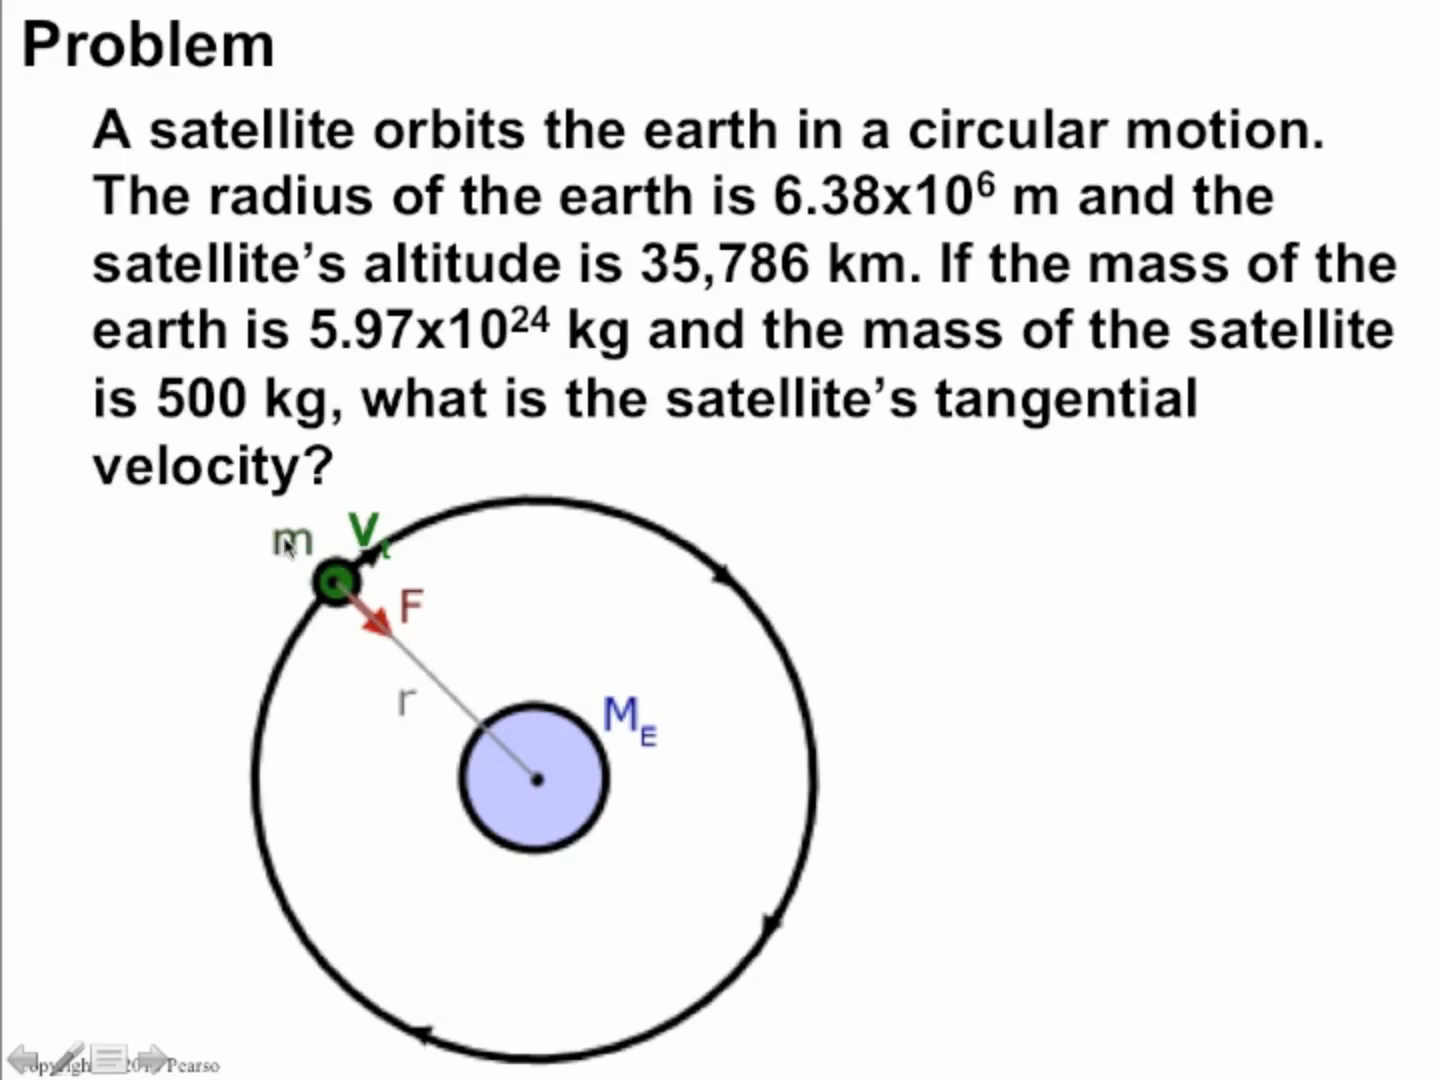 Problem
A satellite orbits the earth in a circular motion.
The radius of the earth is 6.38x10⁶ m and the
satellite’s altitude is 35,786 km. If the mass of the
earth is 5.97x10²⁴ kg and the mass of the satellite
is 500 kg, what is the satellite’s tangential
velocity?
m
Vₜ
F
r
M_E
Pearso